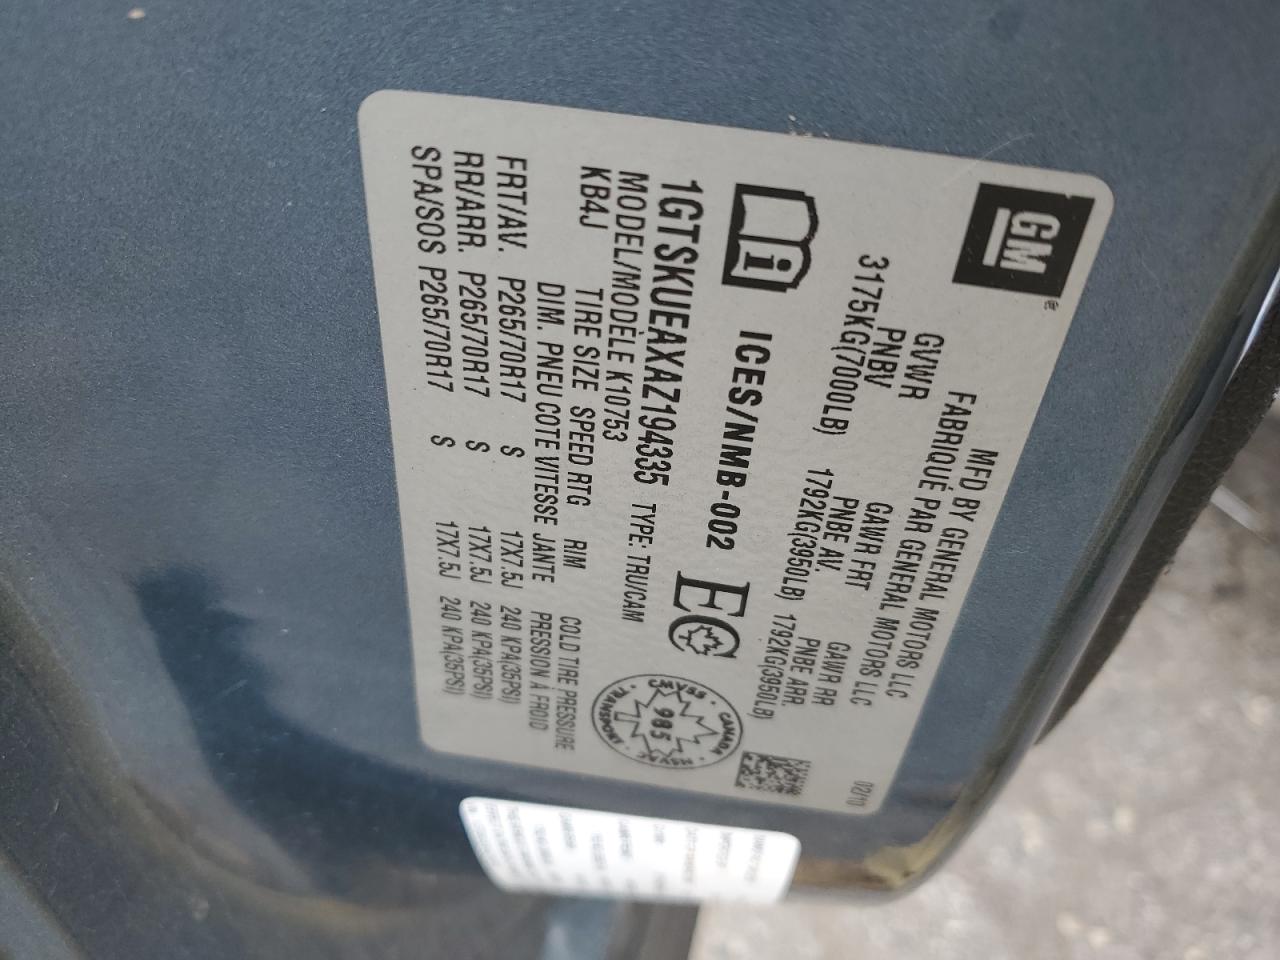 GM
MFD BY GENERAL MOTORS LLC
FABRIQUÉ PAR GENERAL MOTORS LLC
02/10
GVWR GAWR FRT GAWR RR
PNBV PNBE AV. PNBE ARR.
3175KG(7000LB) 1792KG(3950LB) 1792KG(3950LB)
i ICES/NMB-002
CMVSS · CANADA · NSVAC · TRANSPORT ·
985
1GTSKUEAXAZ194335 TYPE: TRU/CAM
MODEL/MODÈLE K10753
KB4J TIRE SIZE SPEED RTG RIM COLD TIRE PRESSURE
DIM. PNEU COTE VITESSE JANTE PRESSION À FROID
FRT/AV. P265/70R17 S 17X7.5J 240 KPA(35PSI)
RR/ARR. P265/70R17 S 17X7.5J 240 KPA(35PSI)
SPA/SOS P265/70R17 S 17X7.5J 240 KPA(35PSI)